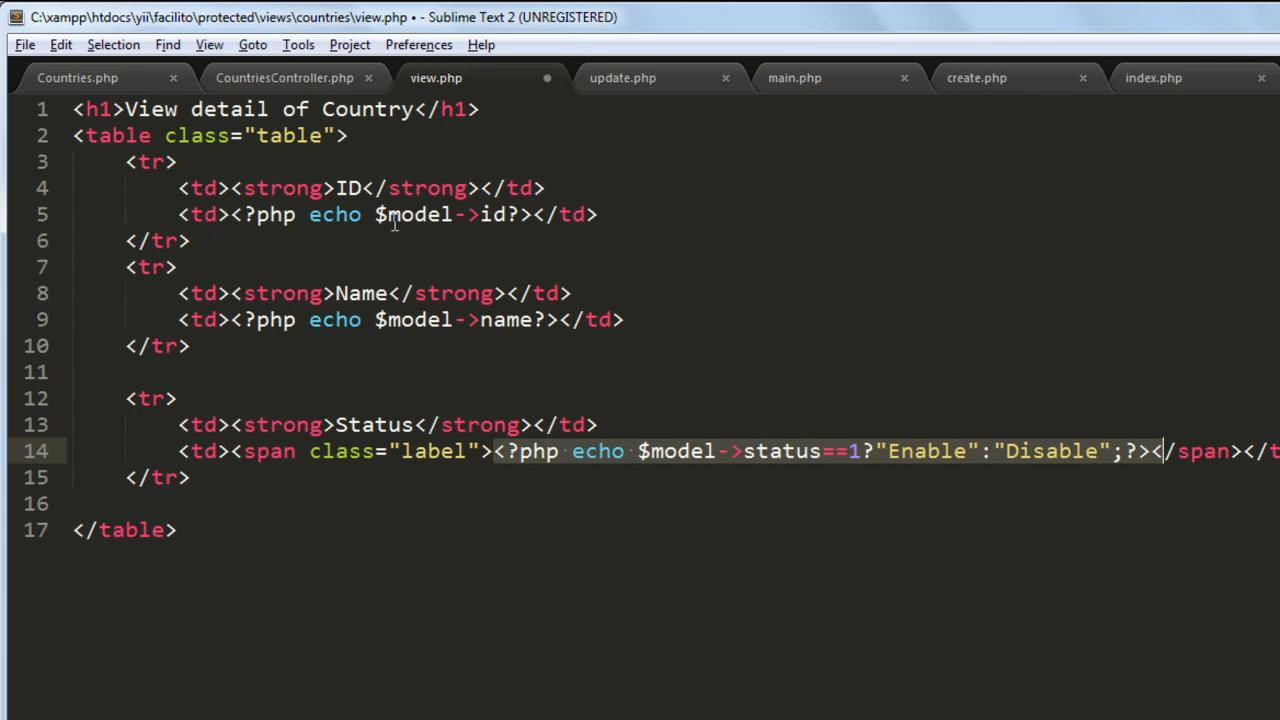 C:\xampp\htdocs\yii\facilito\protected\views\countries\view.php • - Sublime Text 2 (UNREGISTERED)
File Edit Selection Find View Goto Tools Project Preferences Help
Countries.php × CountriesController.php × view.php update.php × main.php × create.php × index.php ×
1 <h1>View detail of Country</h1>
2 <table class="table">
3 <tr>
4 <td><strong>ID</strong></td>
5 <td><?php echo $model->id?></td>
6 </tr>
7 <tr>
8 <td><strong>Name</strong></td>
9 <td><?php echo $model->name?></td>
10 </tr>
11
12 <tr>
13 <td><strong>Status</strong></td>
14 <td><span class="label"><?php echo $model->status==1?"Enable":"Disable";?></span></t
15 </tr>
16
17 </table>